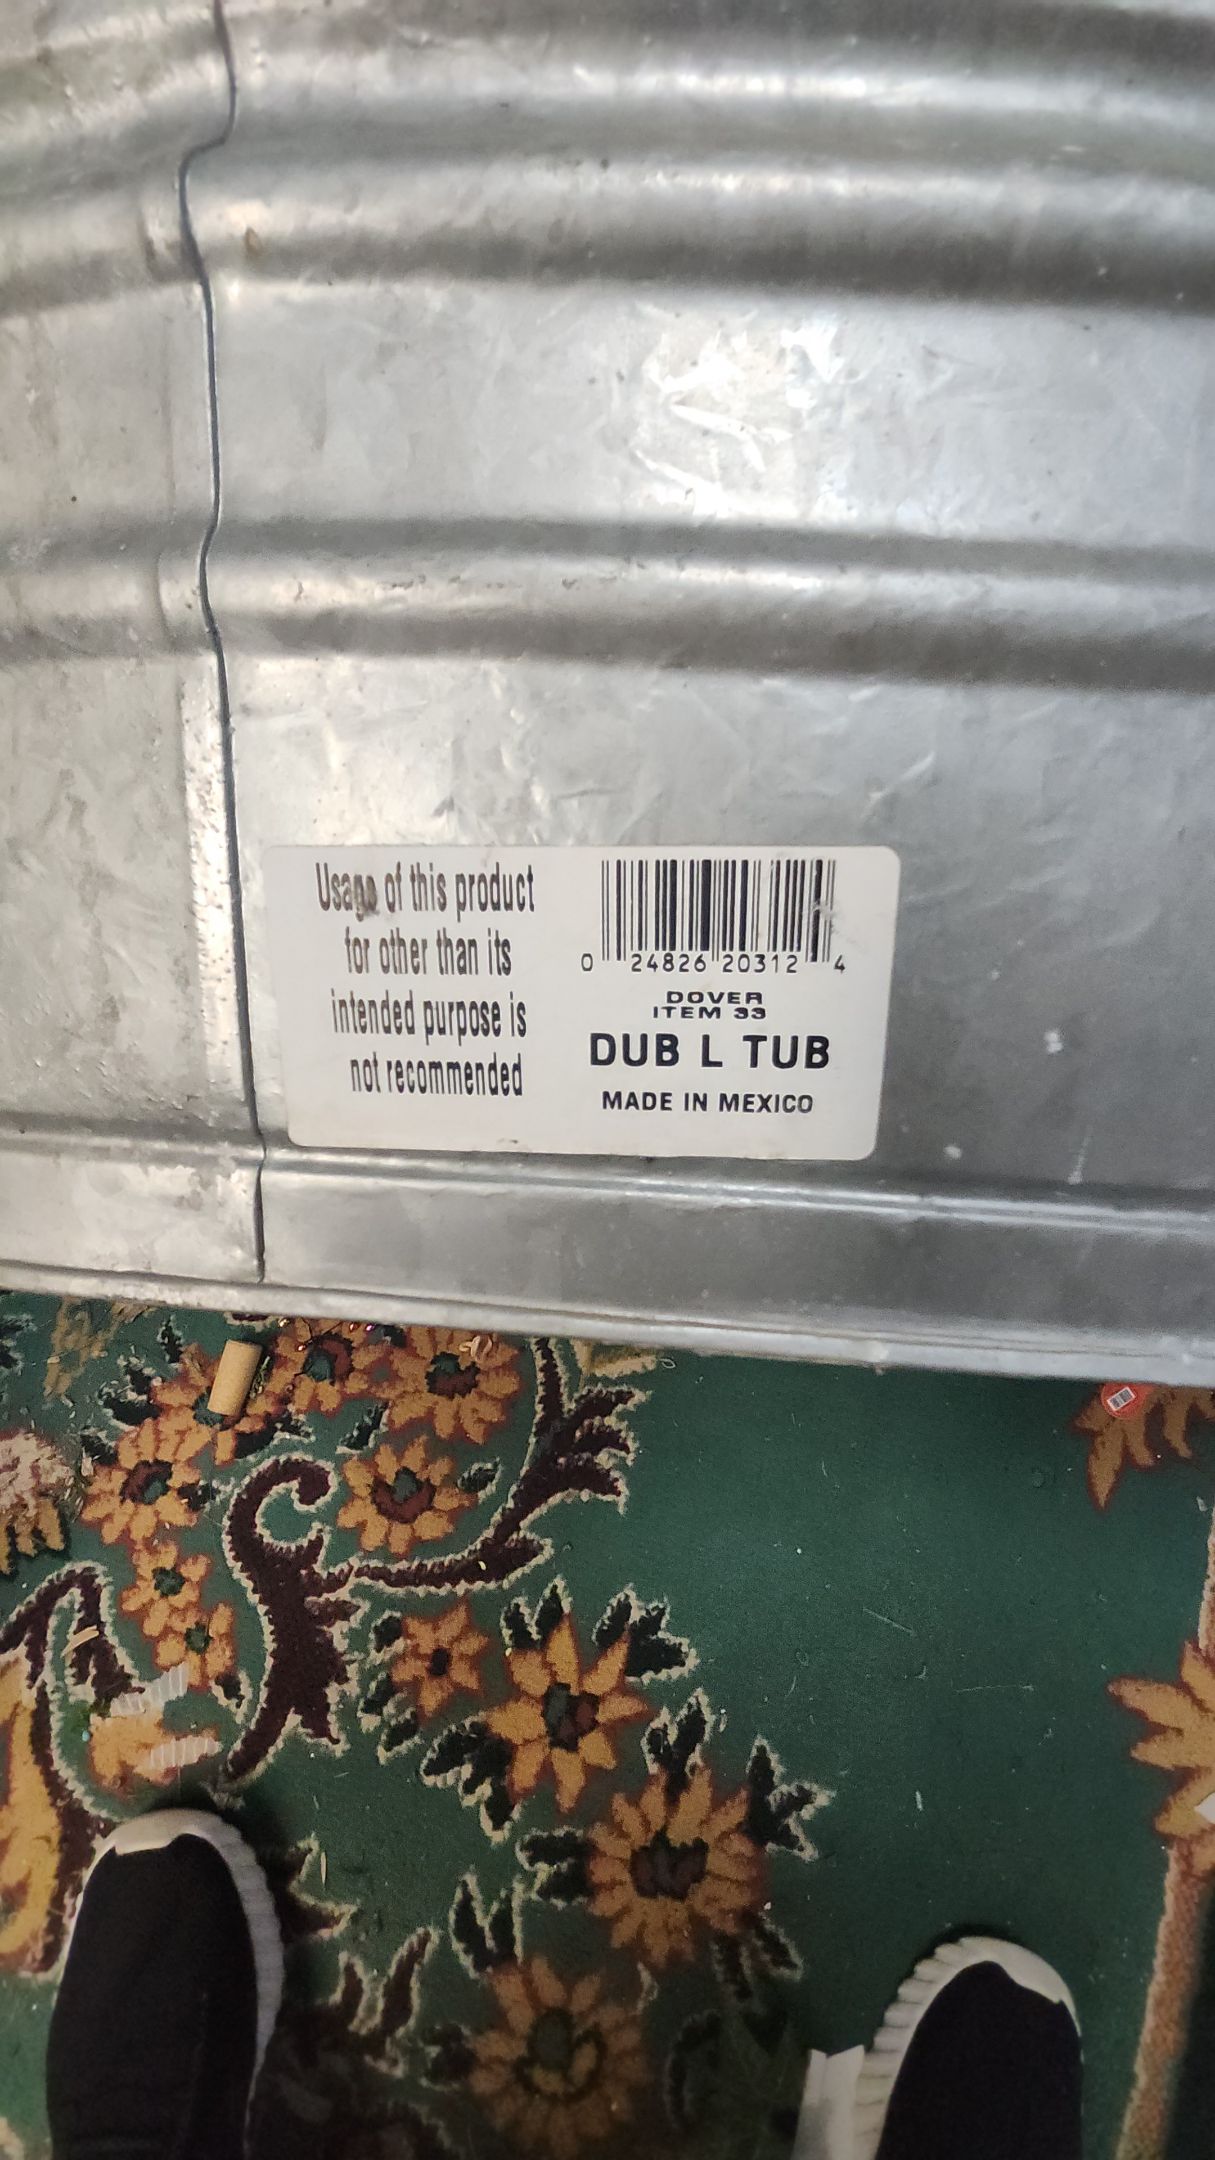 Usage of this product
for other than its
intended purpose is
not recommended
0 24826 20312 4
DOVER
ITEM 33
DUB L TUB
MADE IN MEXICO